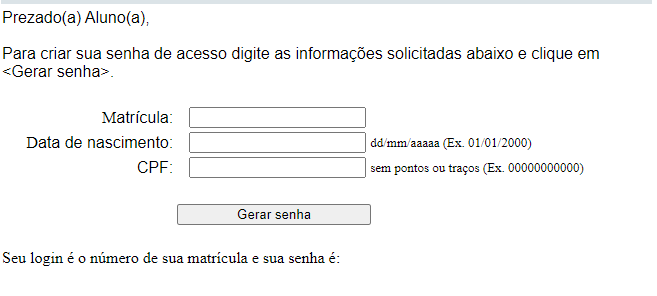 Prezado(a) Aluno(a),
Para criar sua senha de acesso digite as informações solicitadas abaixo e clique em
<Gerar senha>.
Matrícula:
Data de nascimento: dd/mm/aaaaa (Ex. 01/01/2000)
CPF: sem pontos ou traços (Ex. 00000000000)
Gerar senha
Seu login é o número de sua matrícula e sua senha é: